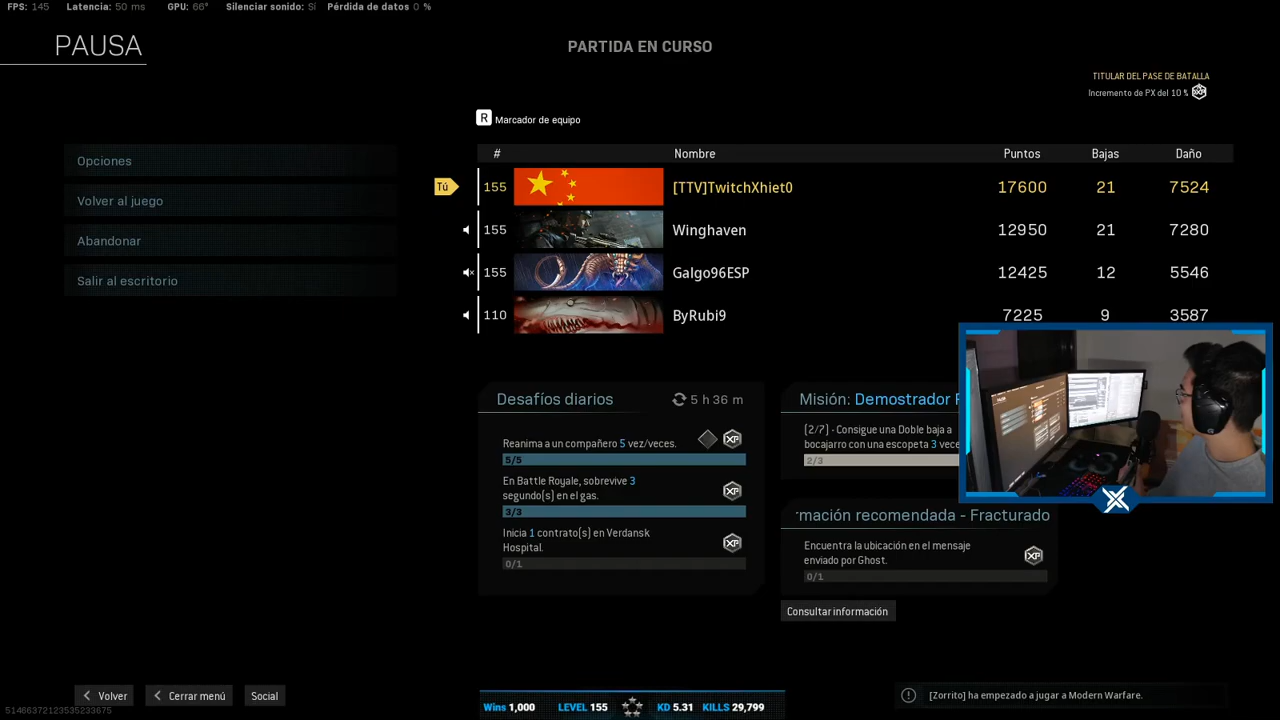 FPS: 145 Latencia: 50 ms GPU: 66° Silenciar sonido: Sí Pérdida de datos 0 %
PAUSA
PARTIDA EN CURSO
TITULAR DEL PASE DE BATALLA
Incremento de PX del 10 %
R Marcador de equipo
# Nombre Puntos Bajas Daño
Tú 155 [TTV]TwitchXhiet0 17600 21 7524
155 Winghaven 12950 21 7280
155 Galgo96ESP 12425 12 5546
110 ByRubi9 7225 9 3587
Opciones
Volver al juego
Abandonar
Salir al escritorio
Desafíos diarios 5 h 36 m
Reanima a un compañero 5 vez/veces.
XP
5/5
En Battle Royale, sobrevive 3
segundo(s) en el gas.
XP
3/3
Inicia 1 contrato(s) en Verdansk
Hospital.
XP
0/1
Misión: Demostrador
(2/7) - Consigue una Doble baja a
bocajarro con una escopeta 3
2/3
rmación recomendada - Fracturado
Encuentra la ubicación en el mensaje
enviado por Ghost.
XP
0/1
Consultar información
Volver Cerrar menú Social
51466372123535233675
Wins 1,000 LEVEL 155 KD 5.31 KILLS 29,799
[Zorrito] ha empezado a jugar a Modern Warfare.